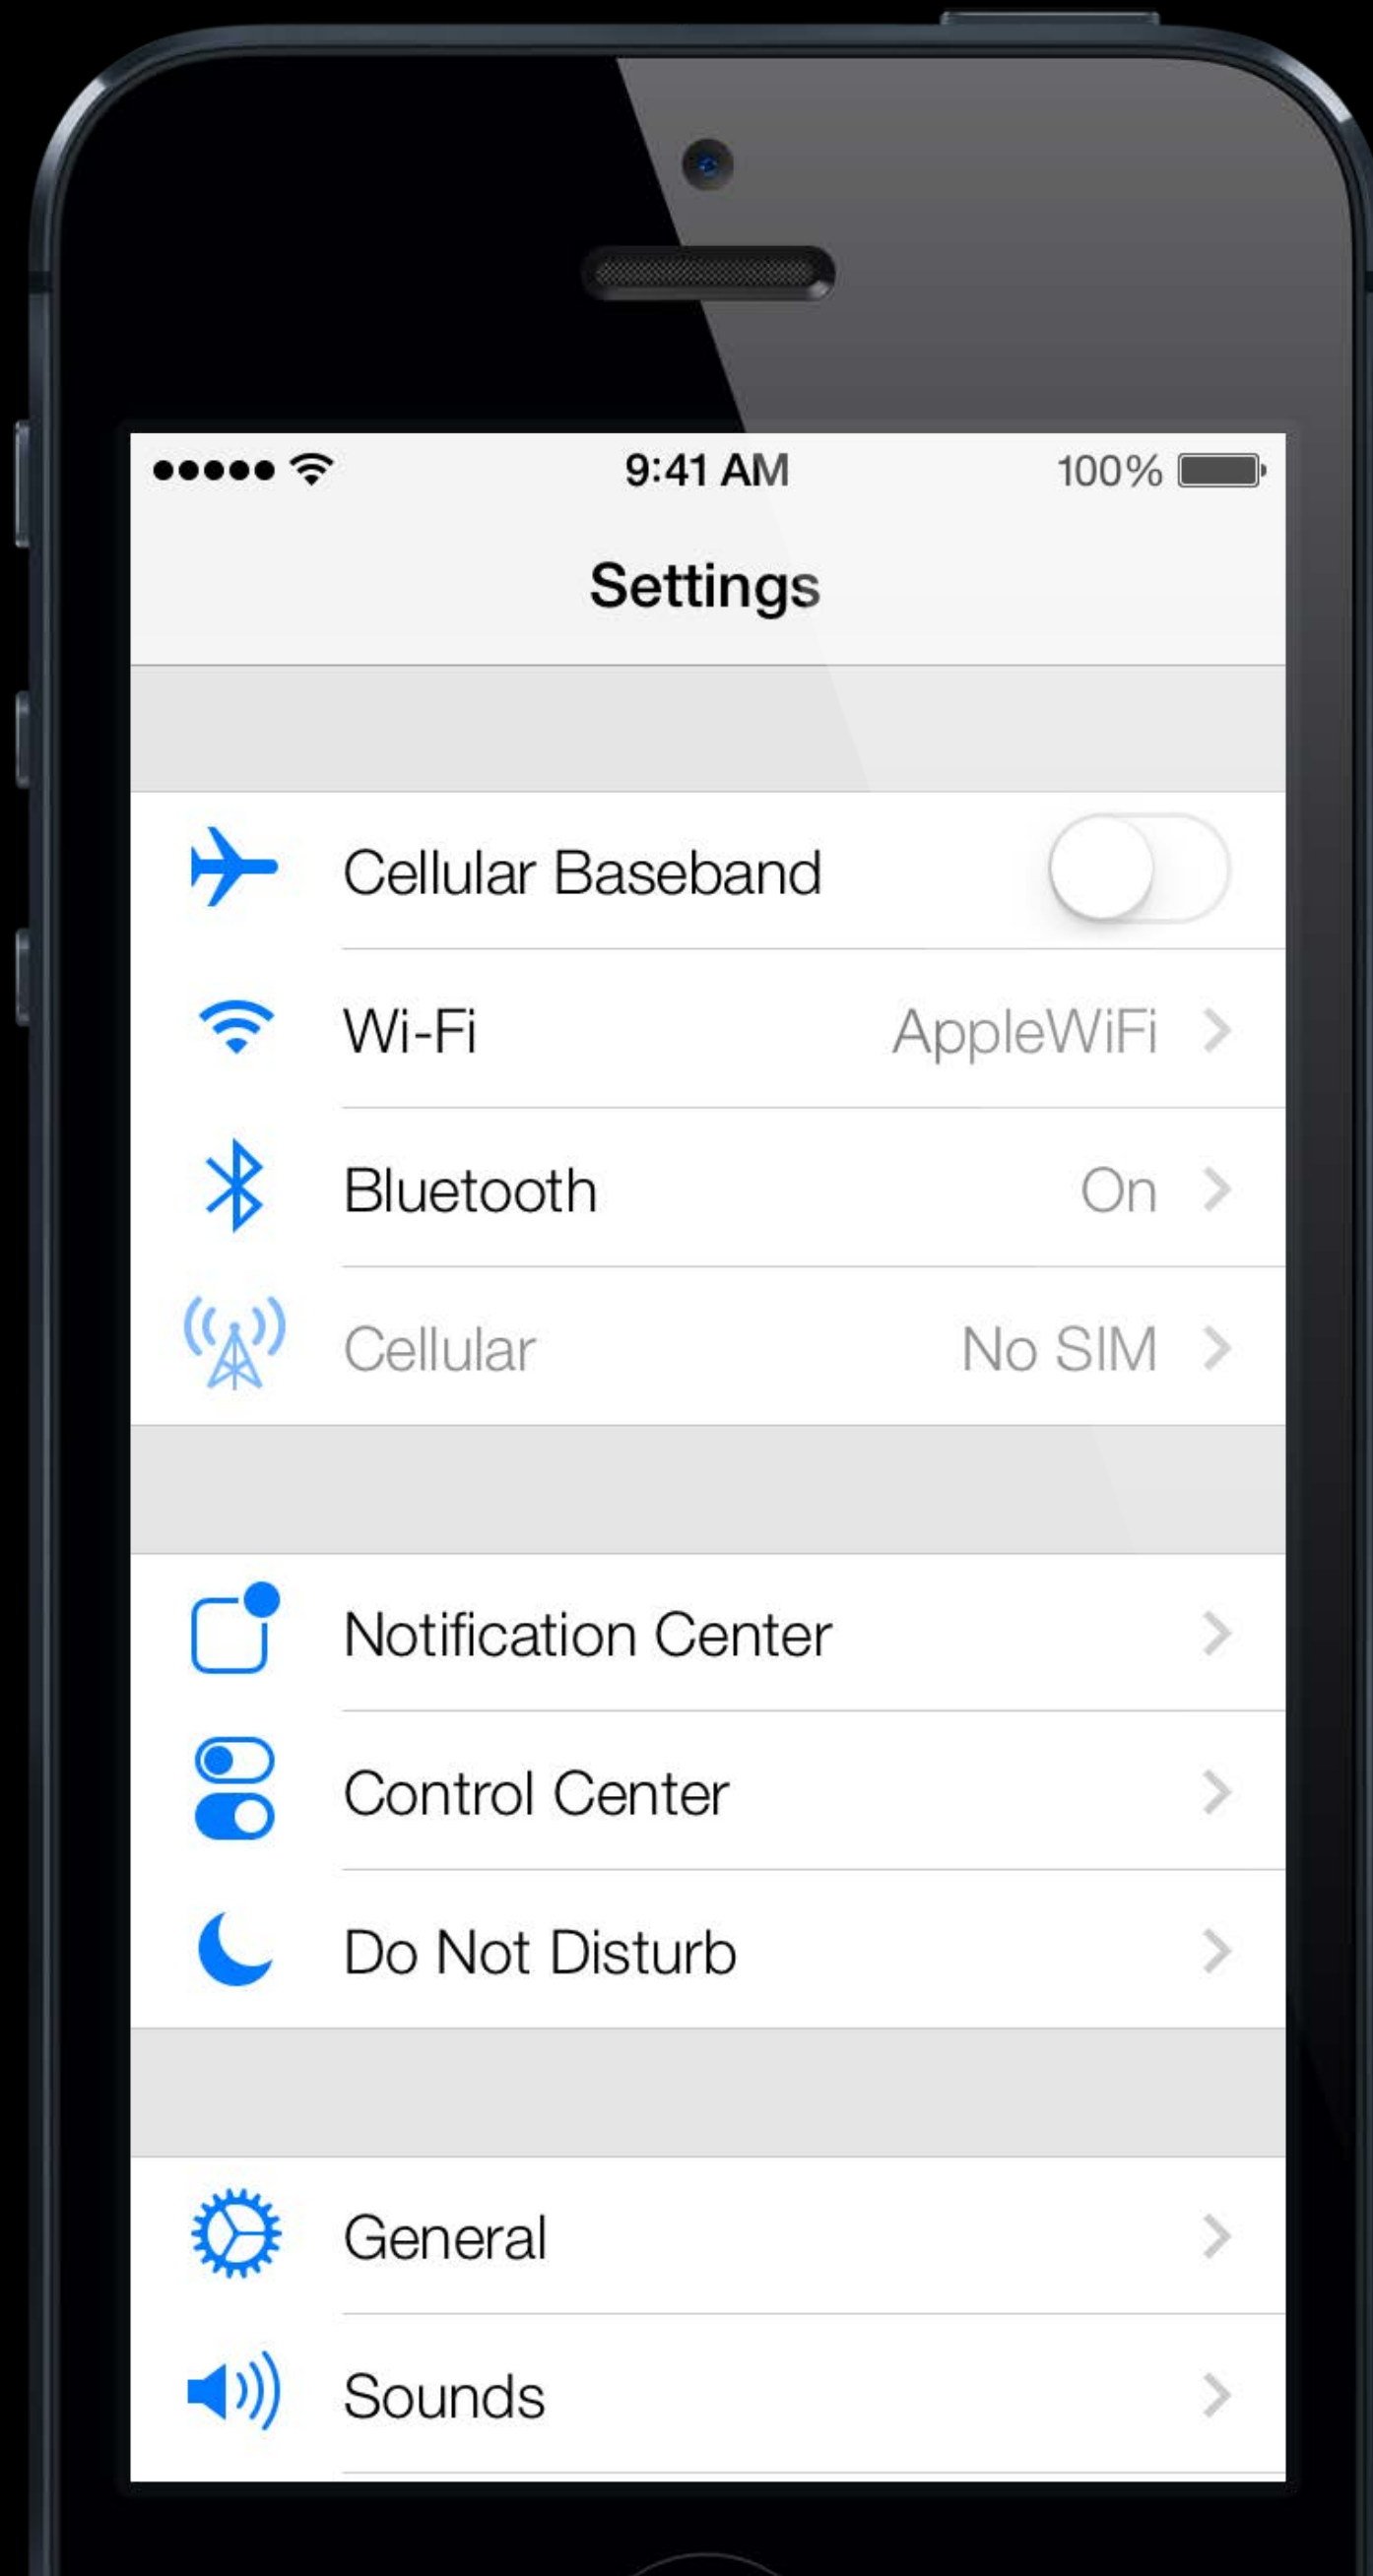 9:41 AM 100%
Settings
Cellular Baseband
Wi-Fi AppleWiFi
Bluetooth On
Cellular No SIM
Notification Center
Control Center
Do Not Disturb
General
Sounds